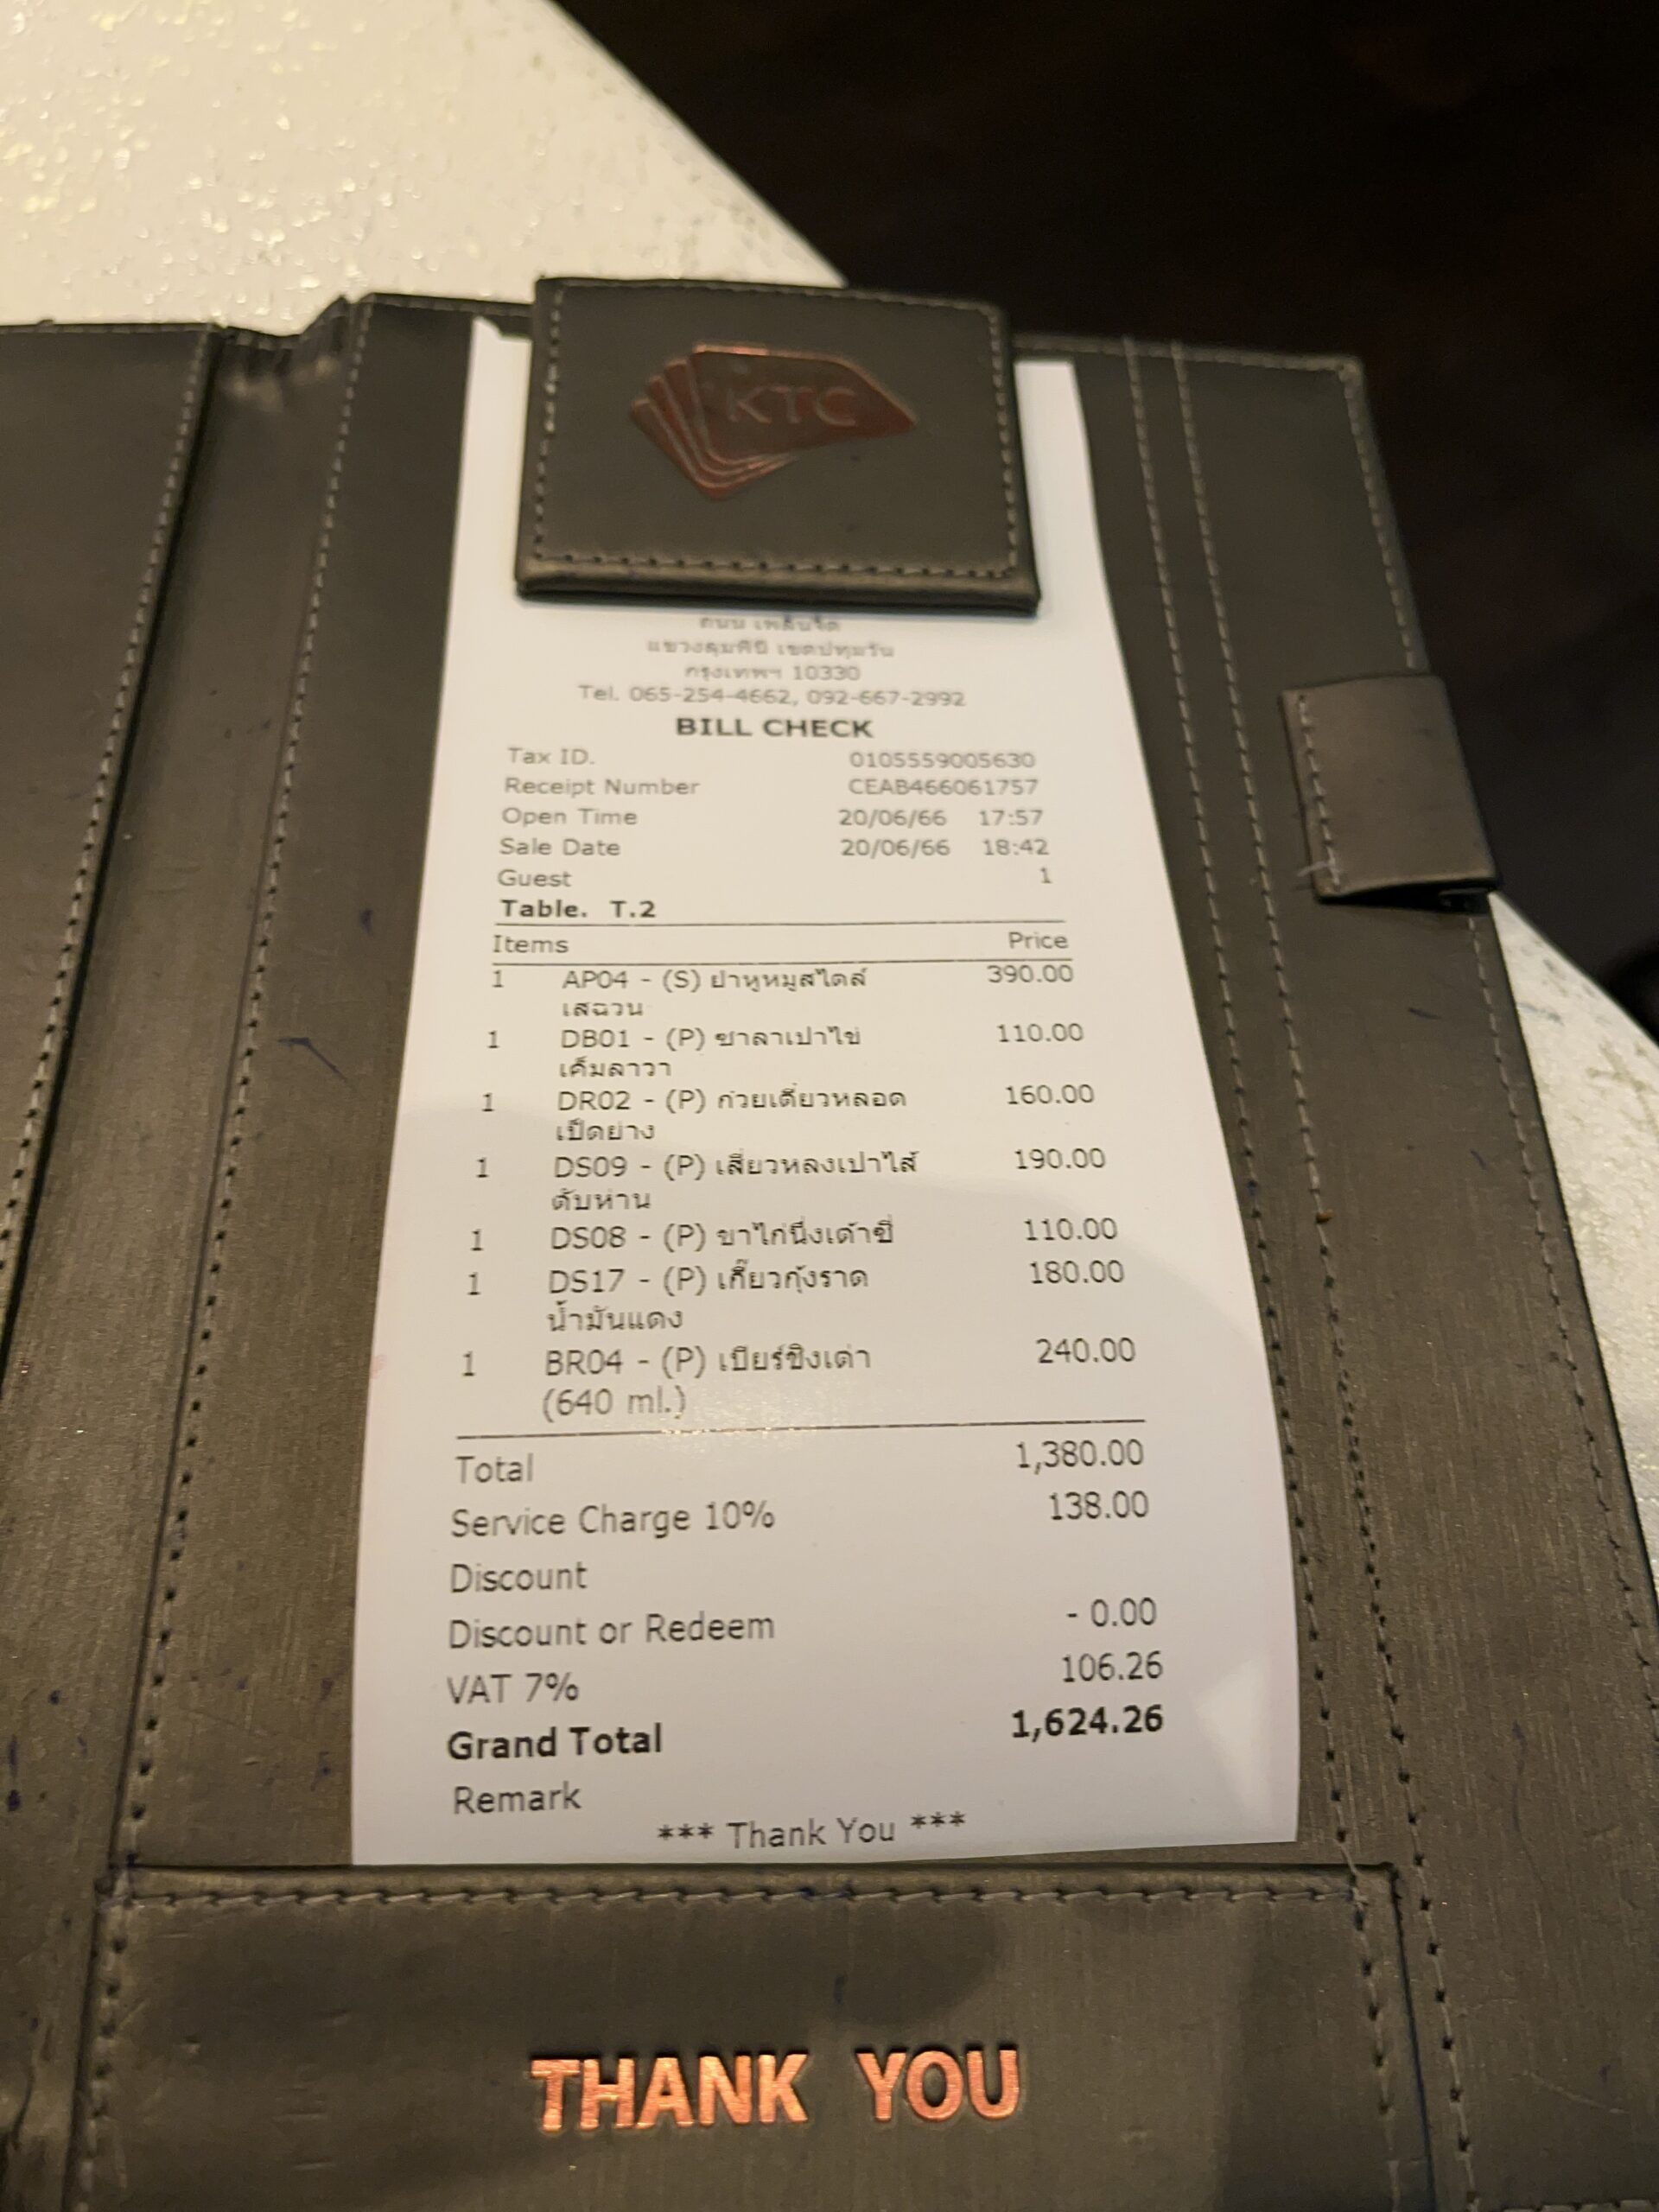 KTC
ถนน เพลินจิต
แขวงลุมพินี เขตปทุมวัน
กรุงเทพฯ 10330
Tel. 065-254-4662, 092-667-2992
BILL CHECK
Tax ID. 0105559005630
Receipt Number CEAB466061757
Open Time 20/06/66 17:57
Sale Date 20/06/66 18:42
Guest 1
Table. T.2
Items Price
1 AP04 - (S) ยำหูหมูสไตล์ 390.00
เสฉวน
1 DB01 - (P) ซาลาเปาไข่ 110.00
เค็มลาวา
1 DR02 - (P) ก๋วยเตี๋ยวหลอด 160.00
เป็ดย่าง
1 DS09 - (P) เสี่ยวหลงเปาไส้ 190.00
ตับห่าน
1 DS08 - (P) ขาไก่นึ่งเต้าซี่ 110.00
1 DS17 - (P) เกี๊ยวกุ้งราด 180.00
น้ำมันแดง
1 BR04 - (P) เบียร์ชิงเต่า 240.00
(640 ml.)
Total 1,380.00
Service Charge 10% 138.00
Discount
Discount or Redeem - 0.00
VAT 7% 106.26
Grand Total 1,624.26
Remark
*** Thank You ***
THANK YOU